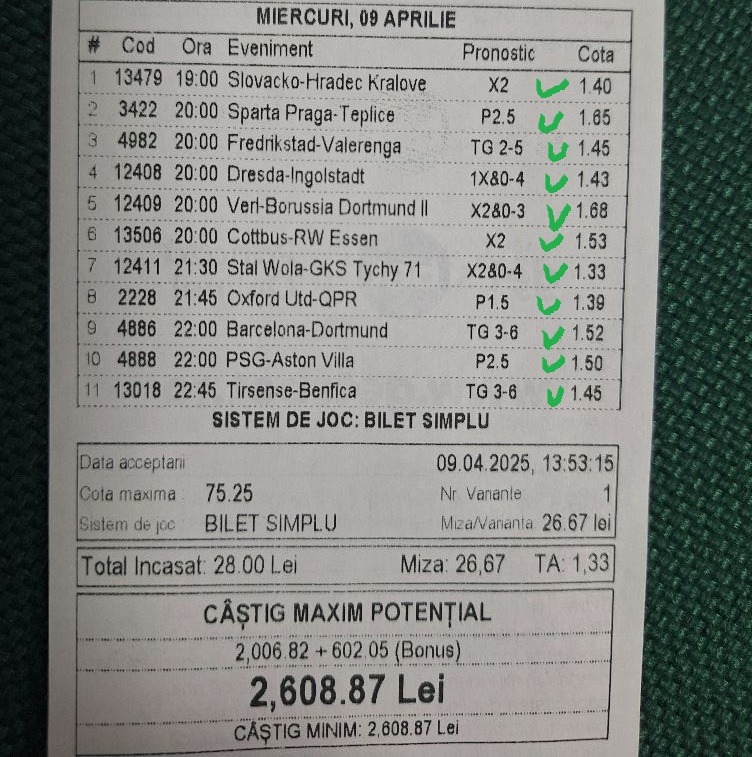 MIERCURI, 09 APRILIE
# Cod Ora Eveniment Pronostic Cota
1 13479 19:00 Slovacko-Hradec Kralove X2 1.40
2 3422 20:00 Sparta Praga-Teplice P2.5 1.65
3 4982 20:00 Fredrikstad-Valerenga TG 2-5 1.45
4 12408 20:00 Dresda-Ingolstadt 1X&0-4 1.43
5 12409 20:00 Verl-Borussia Dortmund II X2&0-3 1.68
6 13506 20:00 Cottbus-RW Essen X2 1.53
7 12411 21:30 Stal Wola-GKS Tychy 71 X2&0-4 1.33
8 2228 21:45 Oxford Utd-QPR P1.5 1.39
9 4886 22:00 Barcelona-Dortmund TG 3-6 1.52
10 4888 22:00 PSG-Aston Villa P2.5 1.50
11 13018 22:45 Tirsense-Benfica TG 3-6 1.45
SISTEM DE JOC: BILET SIMPLU
Data acceptarii 09.04.2025, 13:53:15
Cota maxima : 75.25 Nr. Variante 1
Sistem de joc BILET SIMPLU Miza/Varianta 26.67 lei
Total Incasat: 28.00 Lei Miza: 26,67 TA: 1,33
CÂȘTIG MAXIM POTENȚIAL
2,006.82 + 602.05 (Bonus)
2,608.87 Lei
CÂȘTIG MINIM: 2,608.87 Lei